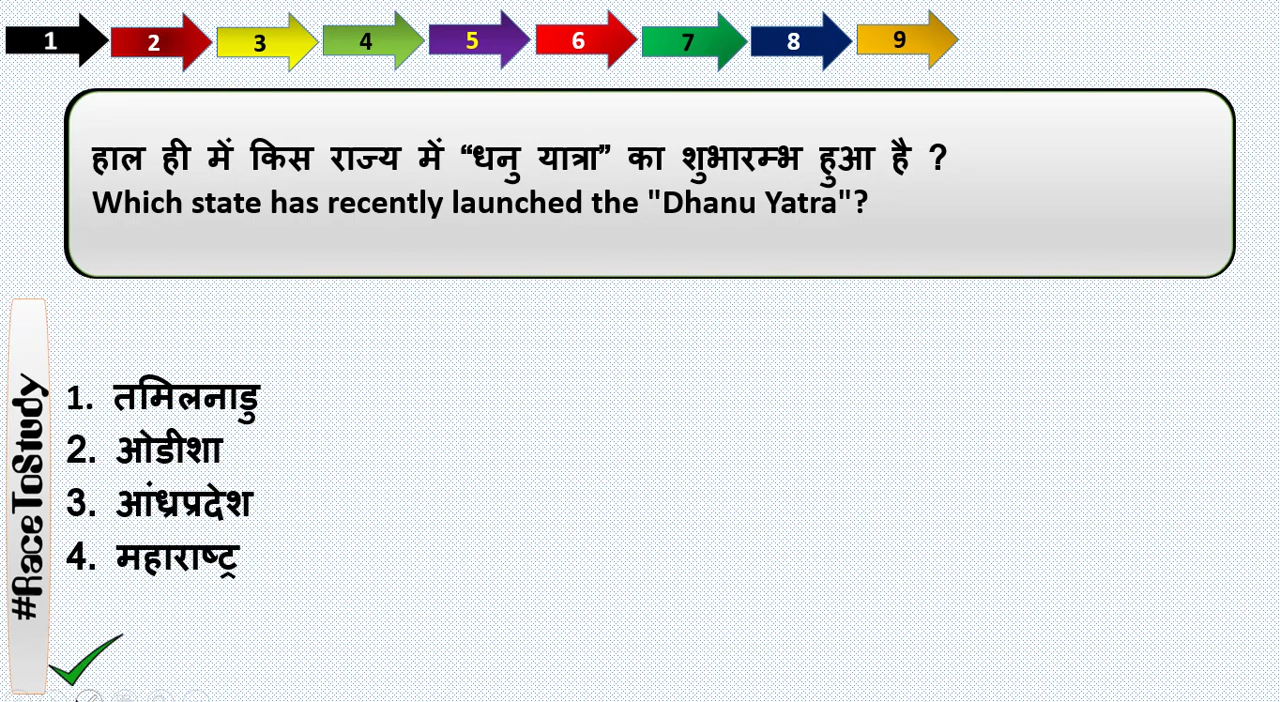 1 2 3 4 5 6 7 8 9
हाल ही में किस राज्य में “धनु यात्रा” का शुभारम्भ हुआ है ?
Which state has recently launched the "Dhanu Yatra"?
#RaceToStudy
1. तमिलनाडु
2. ओडीशा
3. आंध्रप्रदेश
4. महाराष्ट्र